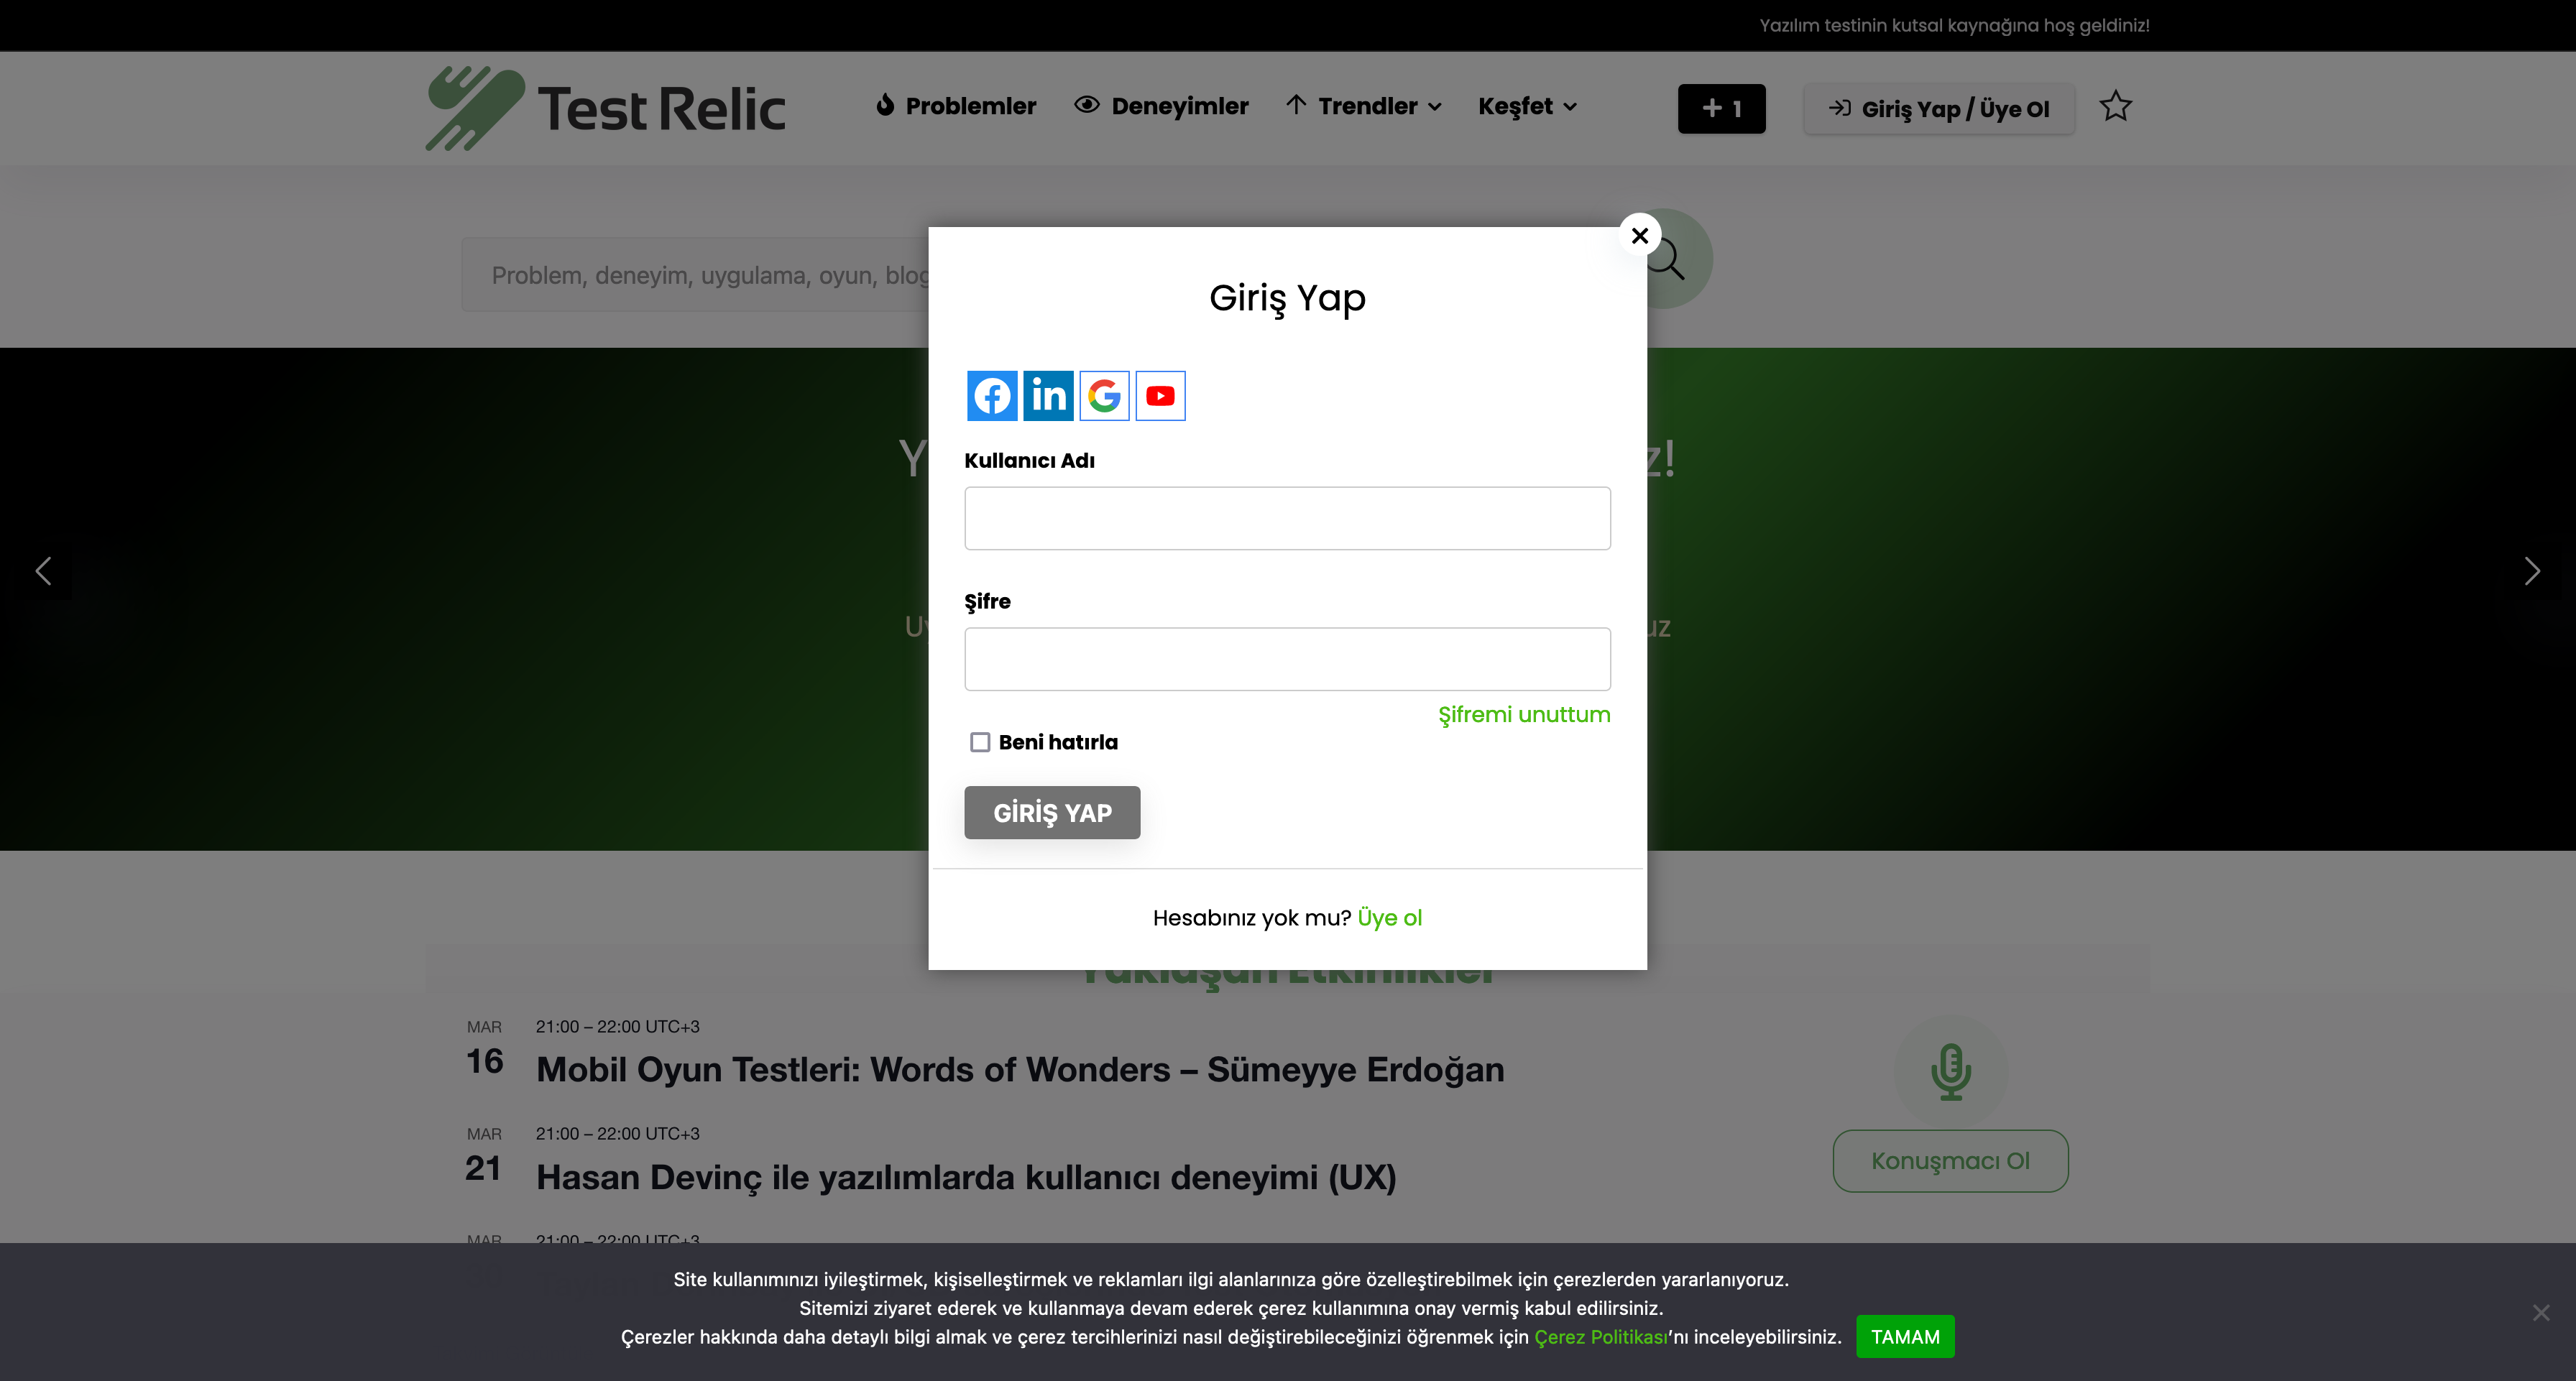 Yazılım testinin kutsal kaynağına hoş geldiniz!
Test Relic
Problemler
Deneyimler
Trendler
Keşfet
+ 1
Giriş Yap / Üye Ol
Problem, deneyim, uygulama, oyun, blog
Giriş Yap
Kullanıcı Adı
Şifre
Şifremi unuttum
Beni hatırla
GİRİŞ YAP
Hesabınız yok mu? Üye ol
Yaklaşan Etkinlikler
MAR
16
21:00 – 22:00 UTC+3
Mobil Oyun Testleri: Words of Wonders – Sümeyye Erdoğan
MAR
21
21:00 – 22:00 UTC+3
Hasan Devinç ile yazılımlarda kullanıcı deneyimi (UX)
Konuşmacı Ol
MAR
21:00 – 22:00 UTC+3
Site kullanımınızı iyileştirmek, kişiselleştirmek ve reklamları ilgi alanlarınıza göre özelleştirebilmek için çerezlerden yararlanıyoruz.
Sitemizi ziyaret ederek ve kullanmaya devam ederek çerez kullanımına onay vermiş kabul edilirsiniz.
Çerezler hakkında daha detaylı bilgi almak ve çerez tercihlerinizi nasıl değiştirebileceğinizi öğrenmek için Çerez Politikası'nı inceleyebilirsiniz.
TAMAM